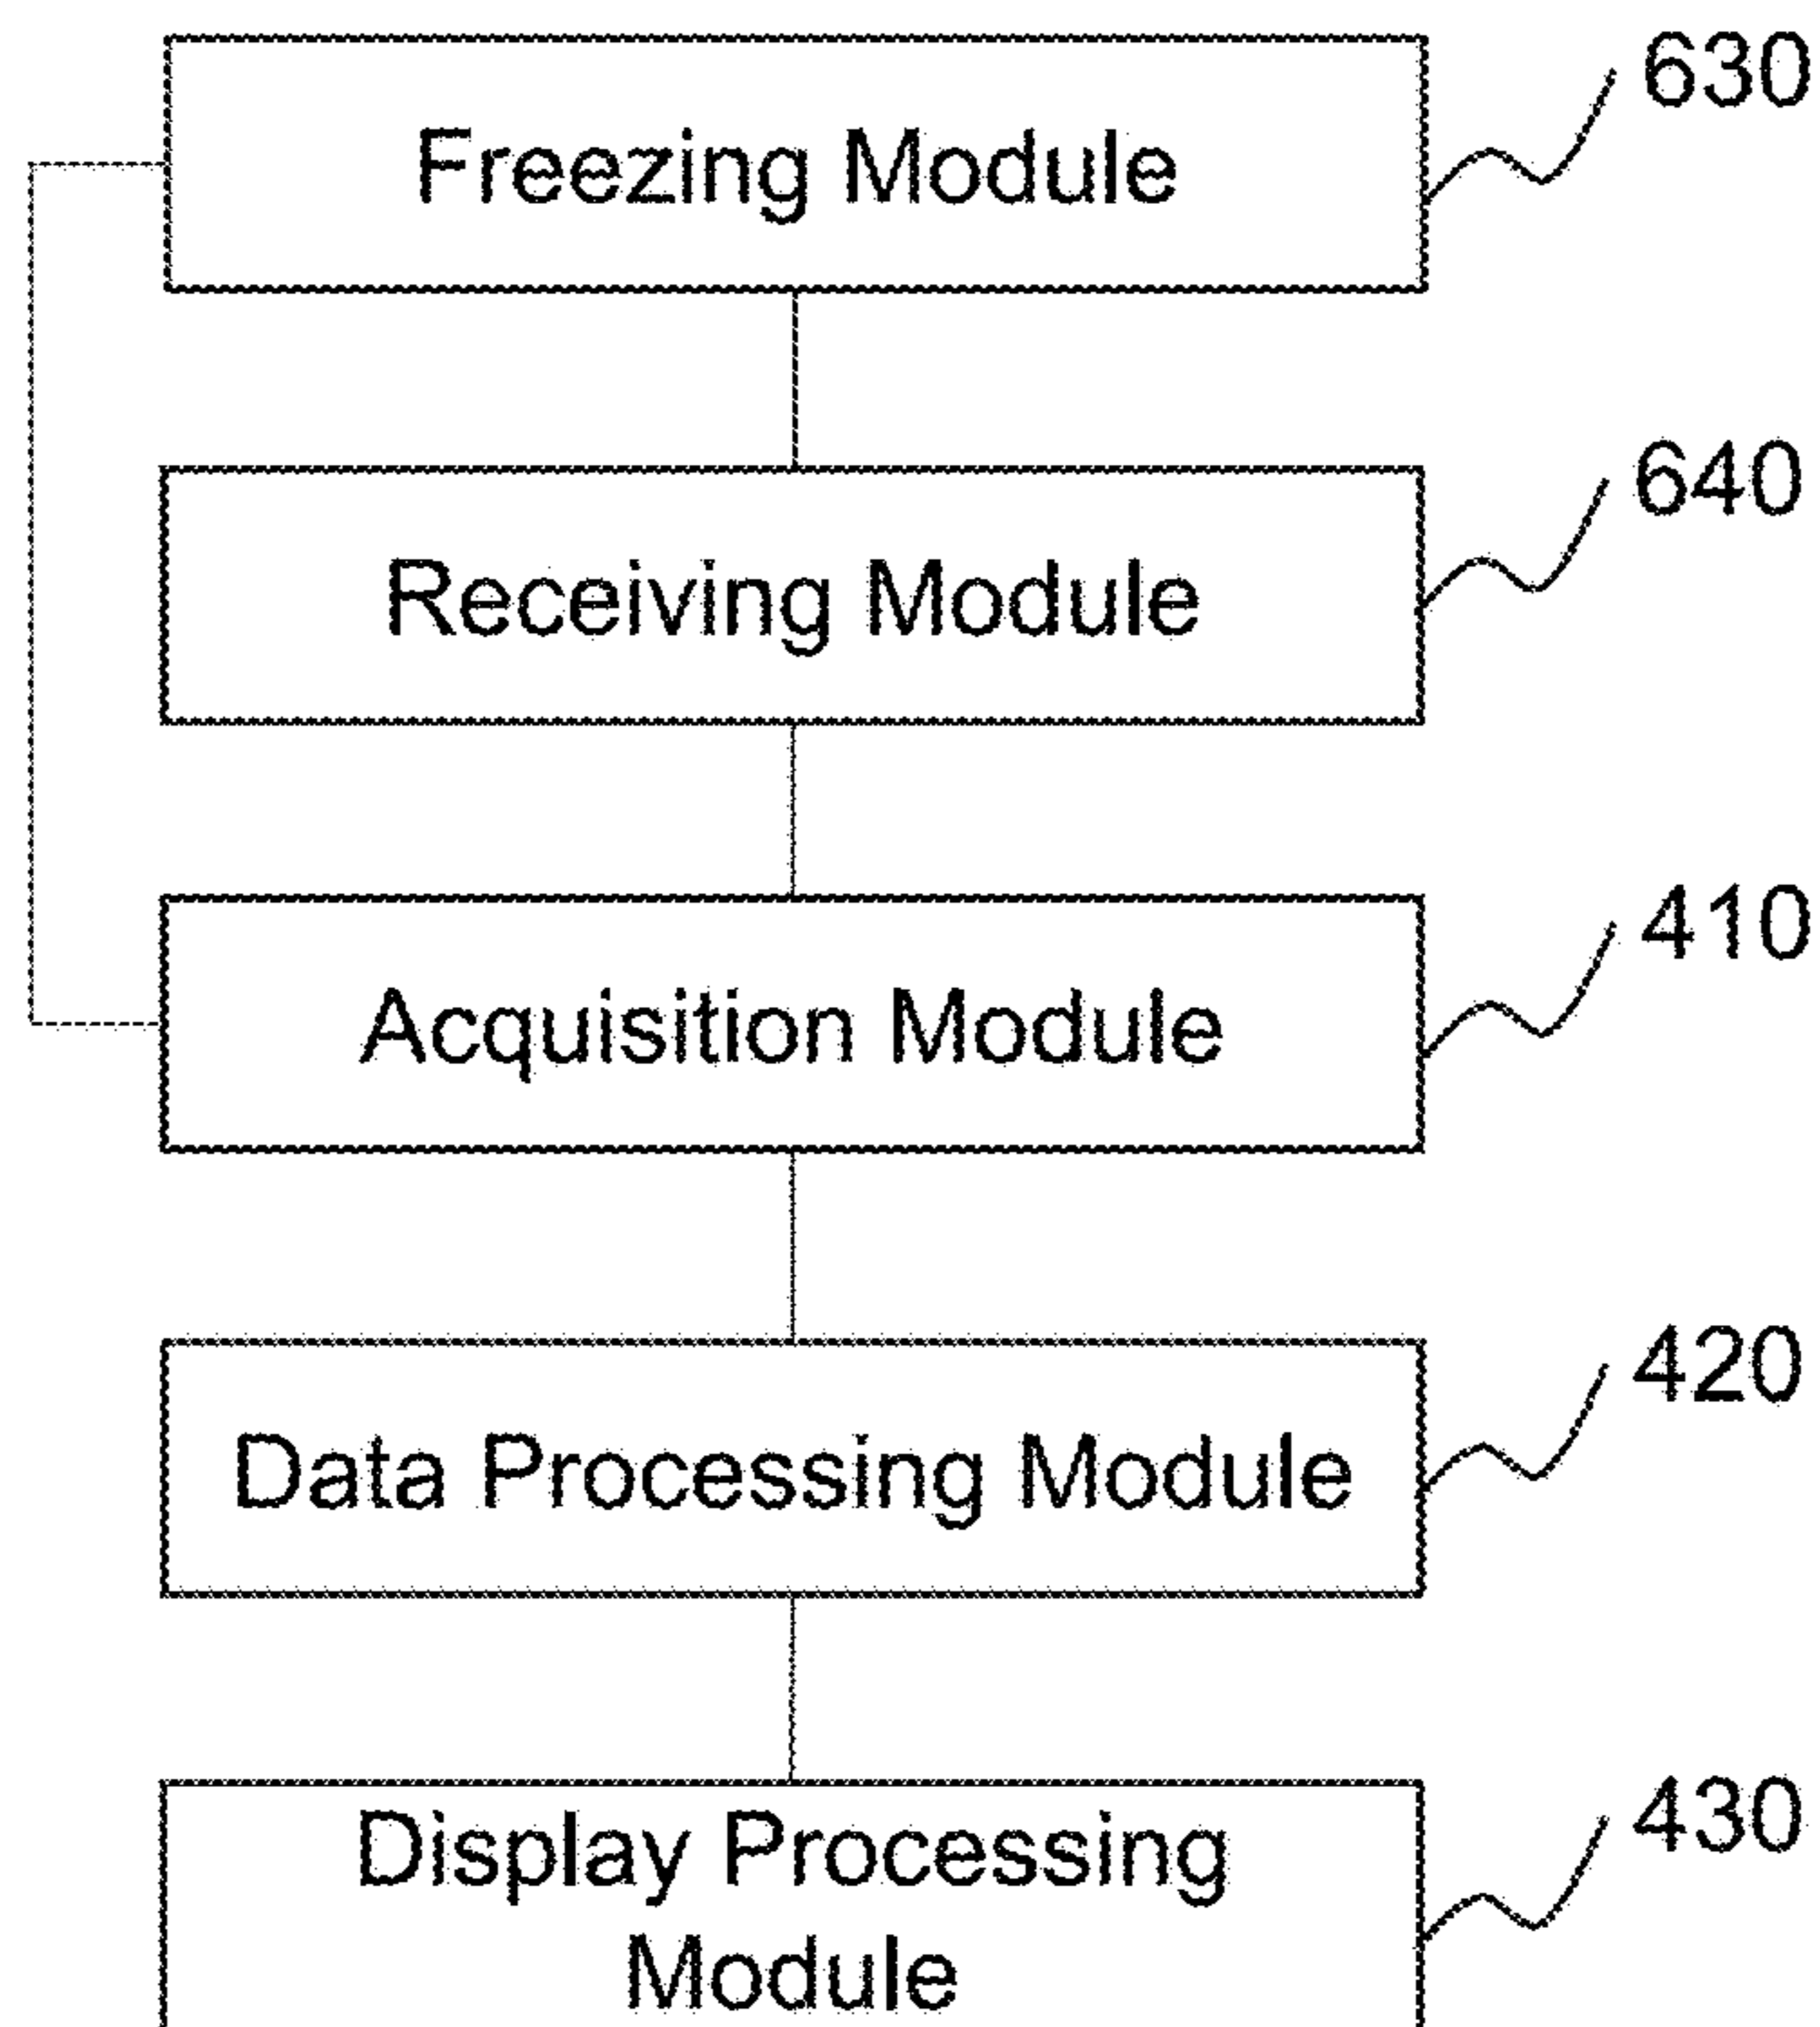 630
Freezing Module
640
Receiving Module
410
Acquisition Module
420
Data Processing Module
430
Display Processing
Module